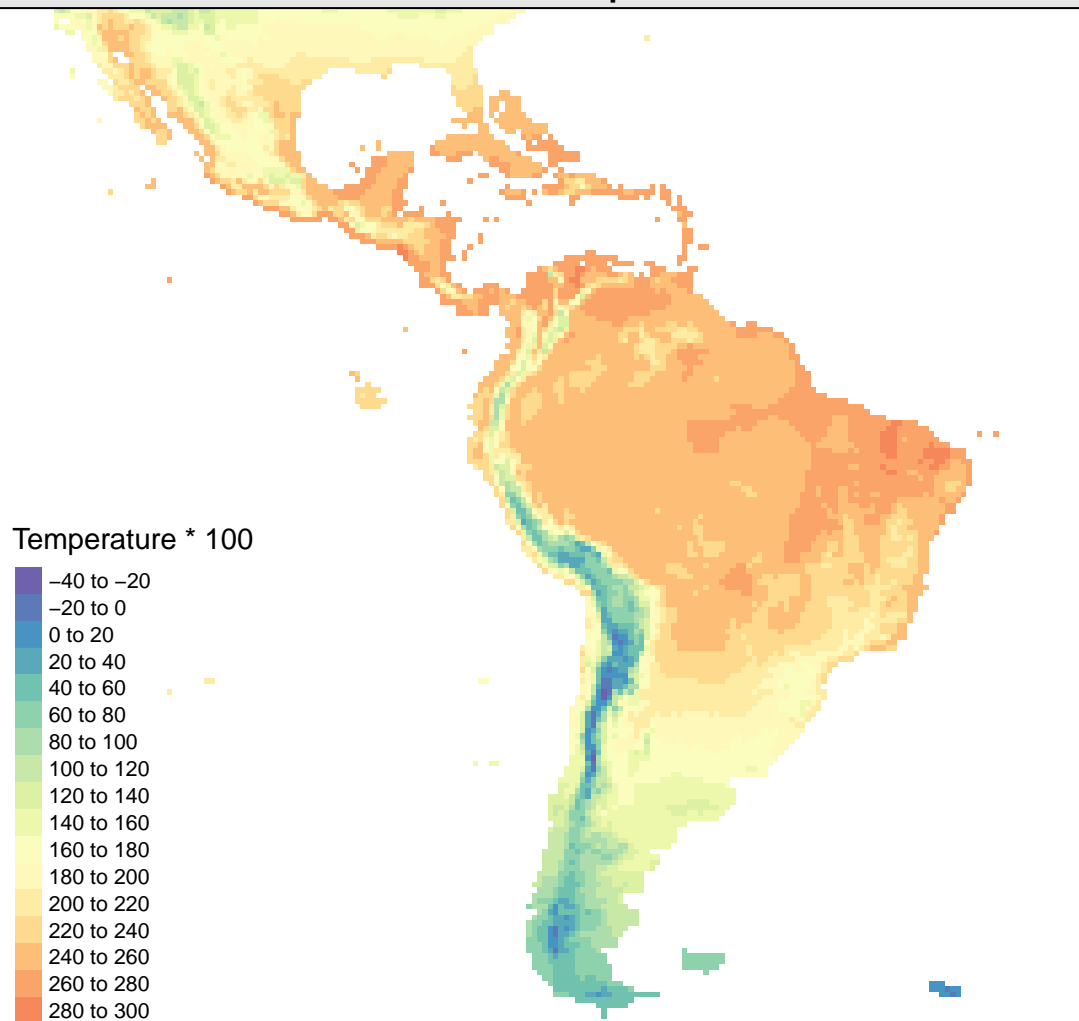 Temperature * 100
−40 to −20
−20 to 0
0 to 20
20 to 40
40 to 60
60 to 80
80 to 100
100 to 120
120 to 140
140 to 160
160 to 180
180 to 200
200 to 220
220 to 240
240 to 260
260 to 280
280 to 300